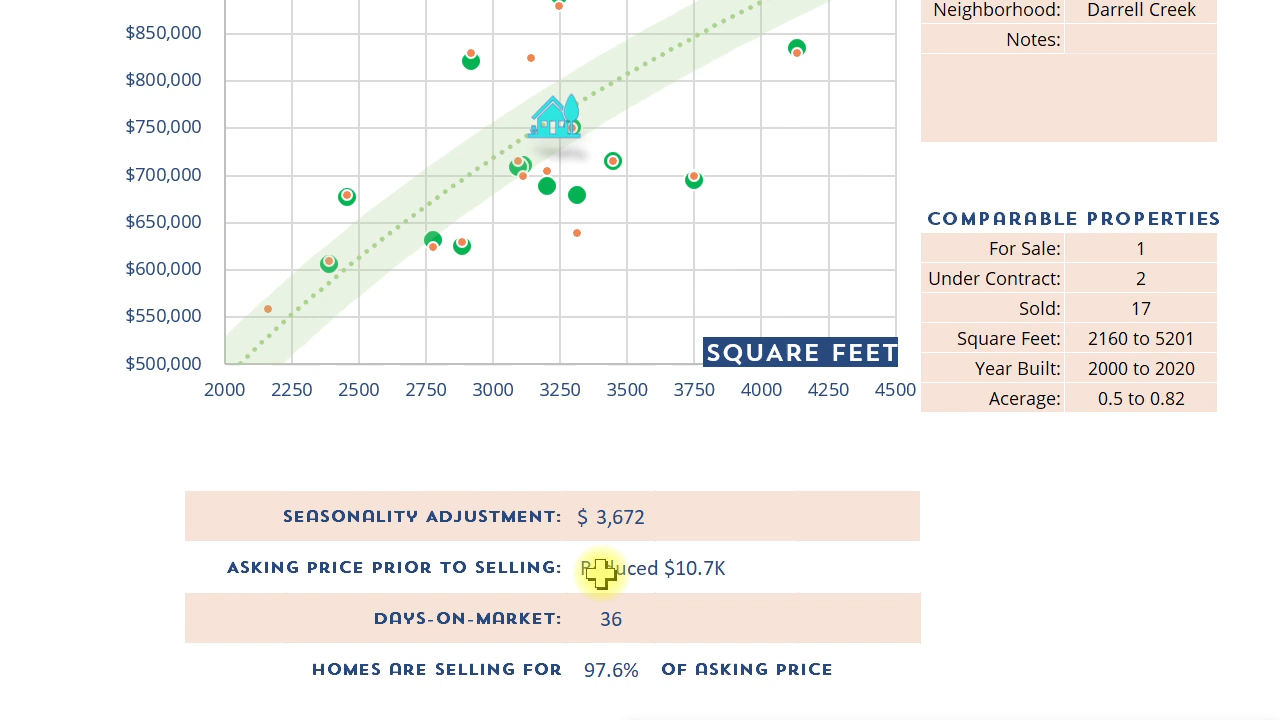 Neighborhood: Darrell Creek
$850,000
Notes:
$800,000
$750,000
$700,000
$650,000
$600,000
$550,000
$500,000
SQUARE FEET
2000 2250 2500 2750 3000 3250 3500 3750 4000 4250 4500
COMPARABLE PROPERTIES
For Sale: 1
Under Contract: 2
Sold: 17
Square Feet: 2160 to 5201
Year Built: 2000 to 2020
Acerage: 0.5 to 0.82
SEASONALITY ADJUSTMENT: $ 3,672
ASKING PRICE PRIOR TO SELLING: Reduced $10.7K
DAYS-ON-MARKET: 36
HOMES ARE SELLING FOR 97.6% OF ASKING PRICE